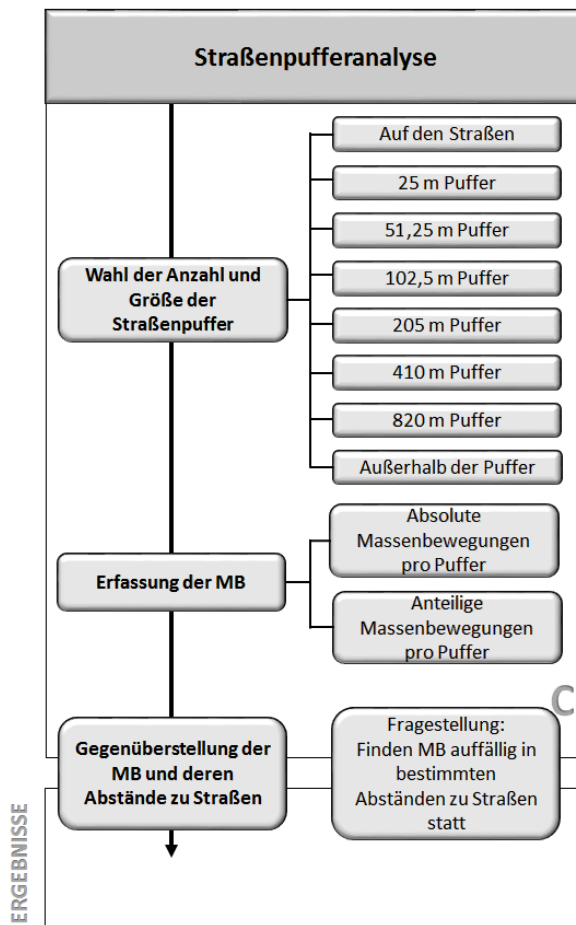 Straßenpufferanalyse
Auf den Straßen
25 m Puffer
51,25 m Puffer
102,5 m Puffer
205 m Puffer
410 m Puffer
820 m Puffer
Außerhalb der Puffer
Wahl der Anzahl und
Größe der
Straßenpuffer
Absolute
Massenbewegungen
pro Puffer
Erfassung der MB
Anteilige
Massenbewegungen
pro Puffer
C
Gegenüberstellung der
MB und deren
Abstände zu Straßen
Fragestellung:
Finden MB auffällig in
bestimmten
Abständen zu Straßen
statt
ERGEBNISSE